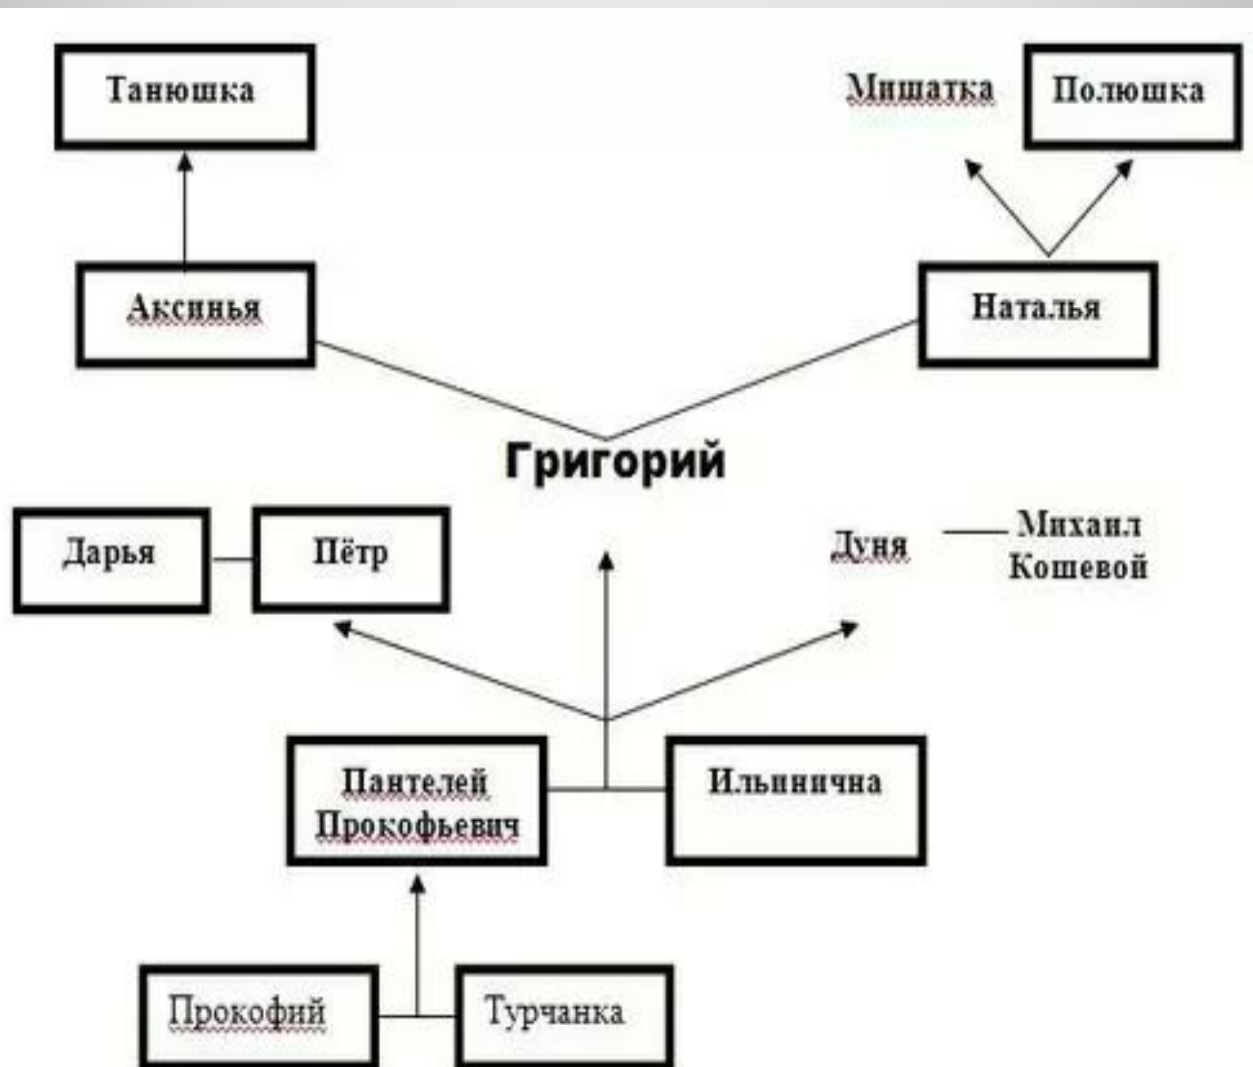 Танюшка
Мишатка
Полюшка
Аксинья
Наталья
Григорий
Дарья
Пётр
Дуня
Михаил
Кошевой
Пантелей
Прокофьевич
Ильинична
Прокофий
Турчанка